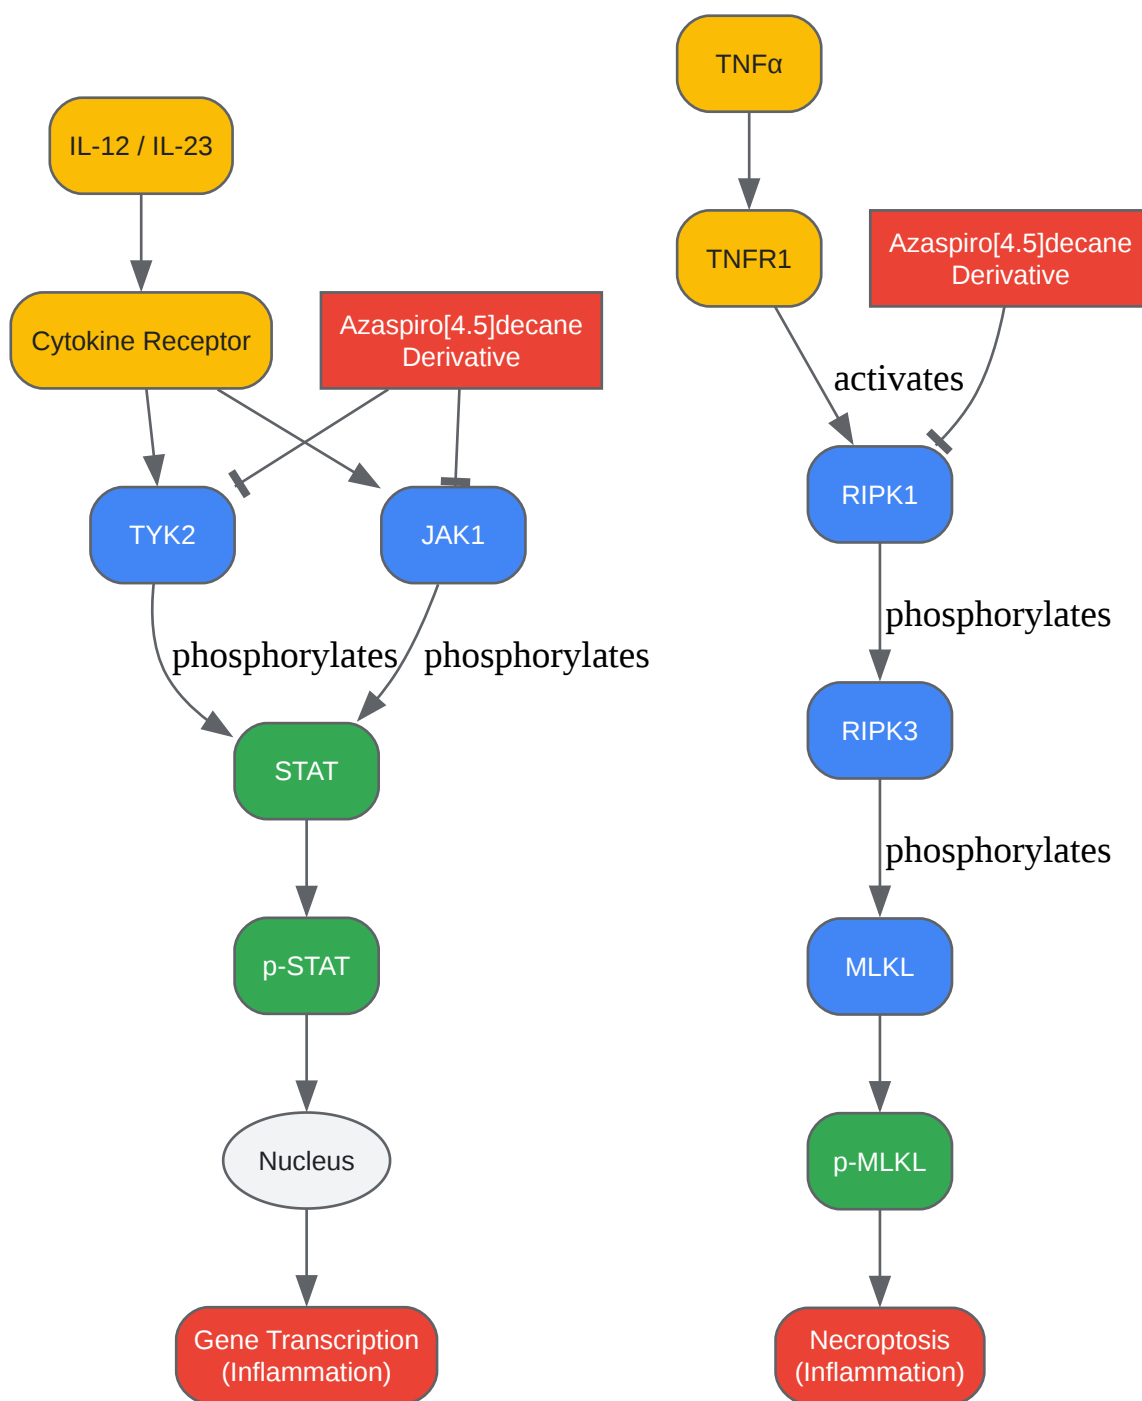 IL-12 / IL-23
Cytokine Receptor
Azaspiro[4.5]decane
Derivative
TYK2
JAK1
phosphorylates
phosphorylates
STAT
p-STAT
Nucleus
Gene Transcription
(Inflammation)
TNFα
TNFR1
Azaspiro[4.5]decane
Derivative
activates
RIPK1
phosphorylates
RIPK3
phosphorylates
MLKL
p-MLKL
Necroptosis
(Inflammation)